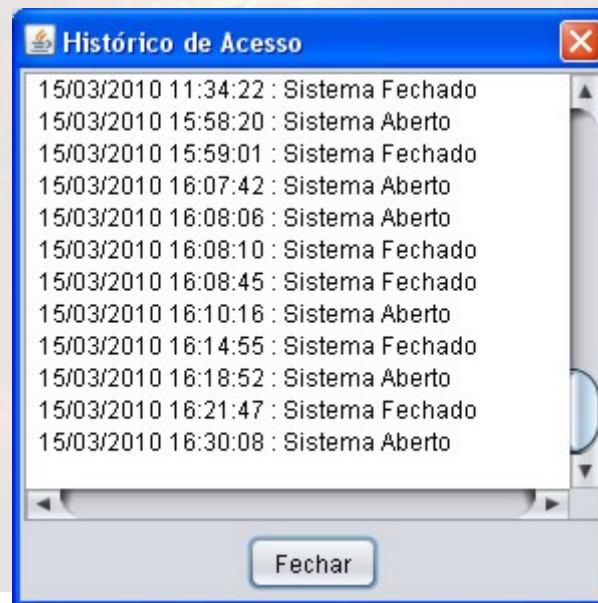 Histórico de Acesso
15/03/2010 11:34:22 : Sistema Fechado
15/03/2010 15:58:20 : Sistema Aberto
15/03/2010 15:59:01 : Sistema Fechado
15/03/2010 16:07:42 : Sistema Aberto
15/03/2010 16:08:06 : Sistema Aberto
15/03/2010 16:08:10 : Sistema Fechado
15/03/2010 16:08:45 : Sistema Fechado
15/03/2010 16:10:16 : Sistema Aberto
15/03/2010 16:14:55 : Sistema Fechado
15/03/2010 16:18:52 : Sistema Aberto
15/03/2010 16:21:47 : Sistema Fechado
15/03/2010 16:30:08 : Sistema Aberto
Fechar